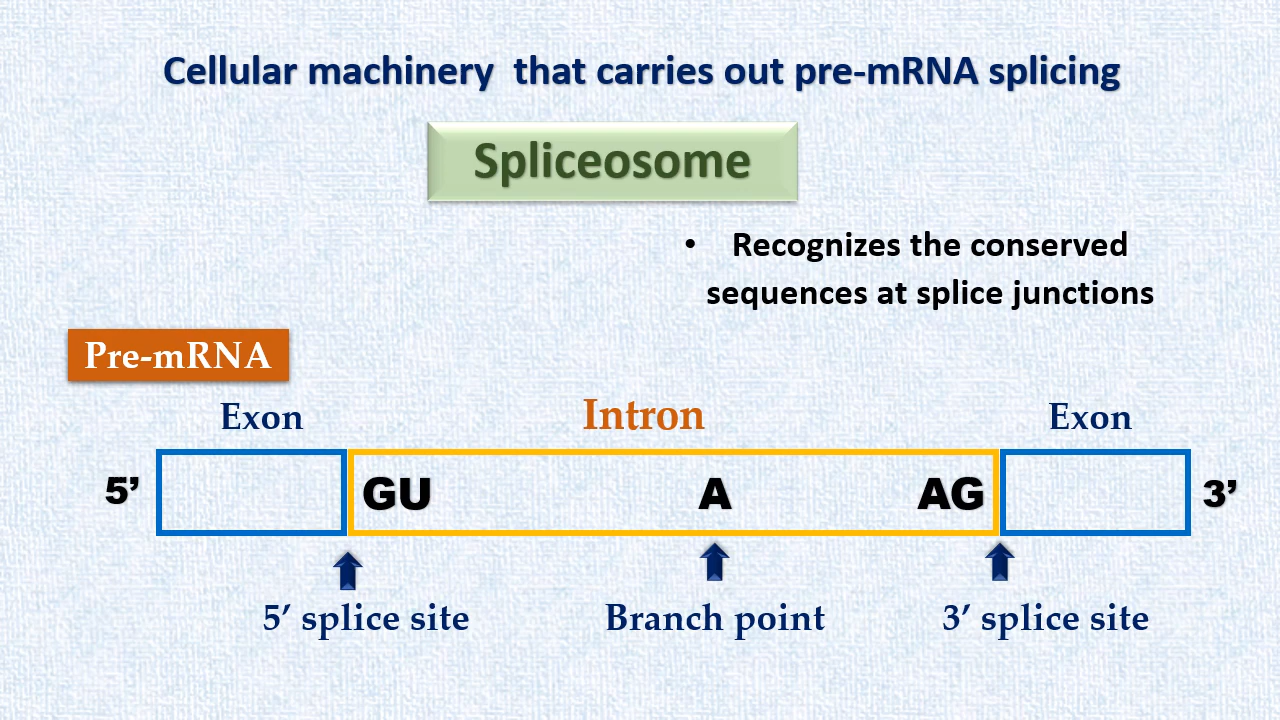 Cellular machinery  that carries out pre-mRNA splicing
Spliceosome
• Recognizes the conserved
sequences at splice junctions
Pre-mRNA
Exon Intron Exon
5’ GU A AG 3’
5’ splice site Branch point 3’ splice site